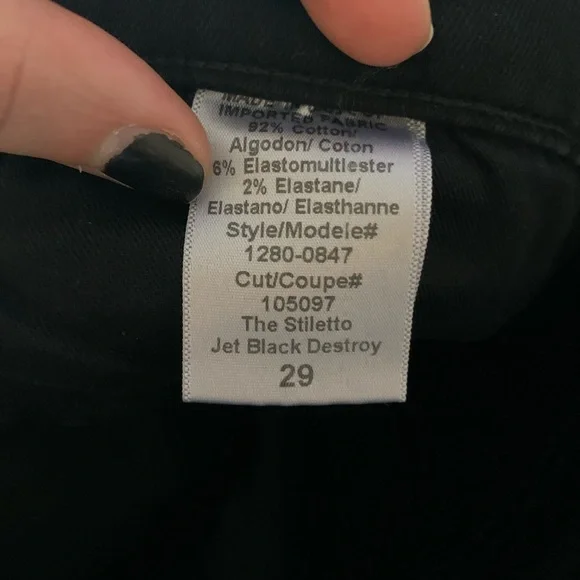 IMPORTED FABRIC
92% Cotton/
Algodon/ Coton
6% Elastomultiester
2% Elastane/
Elastano/ Elasthanne
Style/Modele#
1280-0847
Cut/Coupe#
105097
The Stiletto
Jet Black Destroy
29